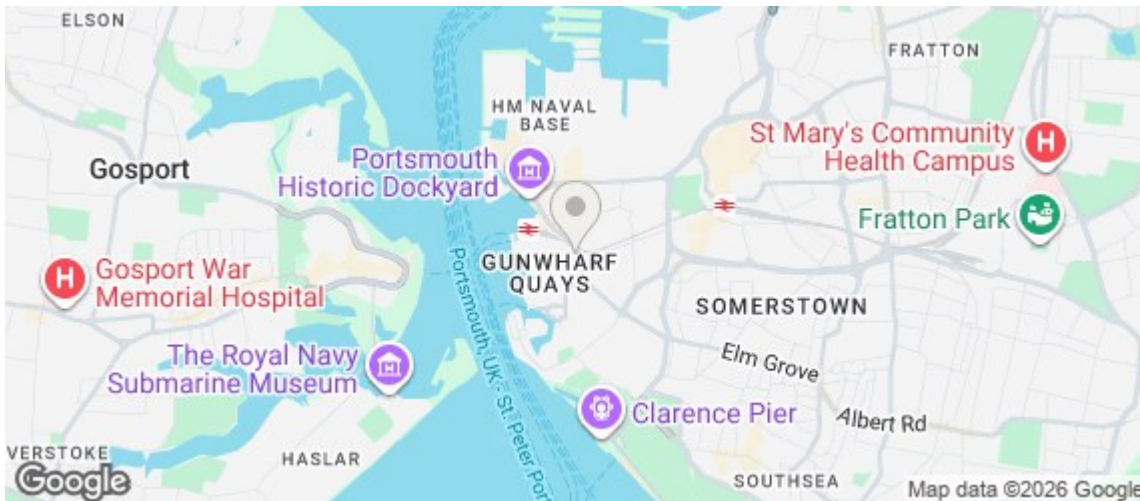 ELSON
FRATTON
HM NAVAL
BASE
St Mary's Community
Health Campus
H
Portsmouth
Historic Dockyard
Gosport
Fratton Park
GUNWHARF
QUAYS
H
Gosport War
Memorial Hospital
SOMERSTOWN
Portsmouth, UK - St. Peter Por
The Royal Navy
Submarine Museum
Elm Grove
Clarence Pier
Albert Rd
VERSTOKE
HASLAR
SOUTHSEA
Google
Map data ©2026 Google